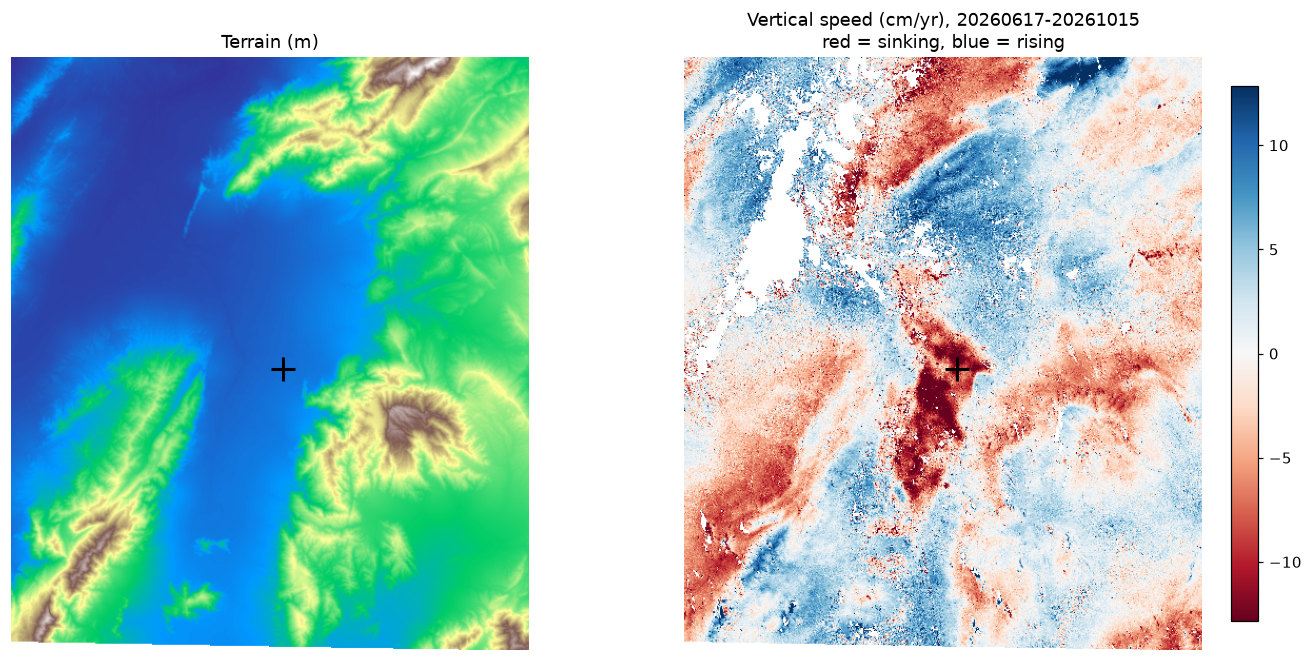 Terrain (m)
Vertical speed (cm/yr), 20260617-20261015
red = sinking, blue = rising
10
5
0
−5
−10